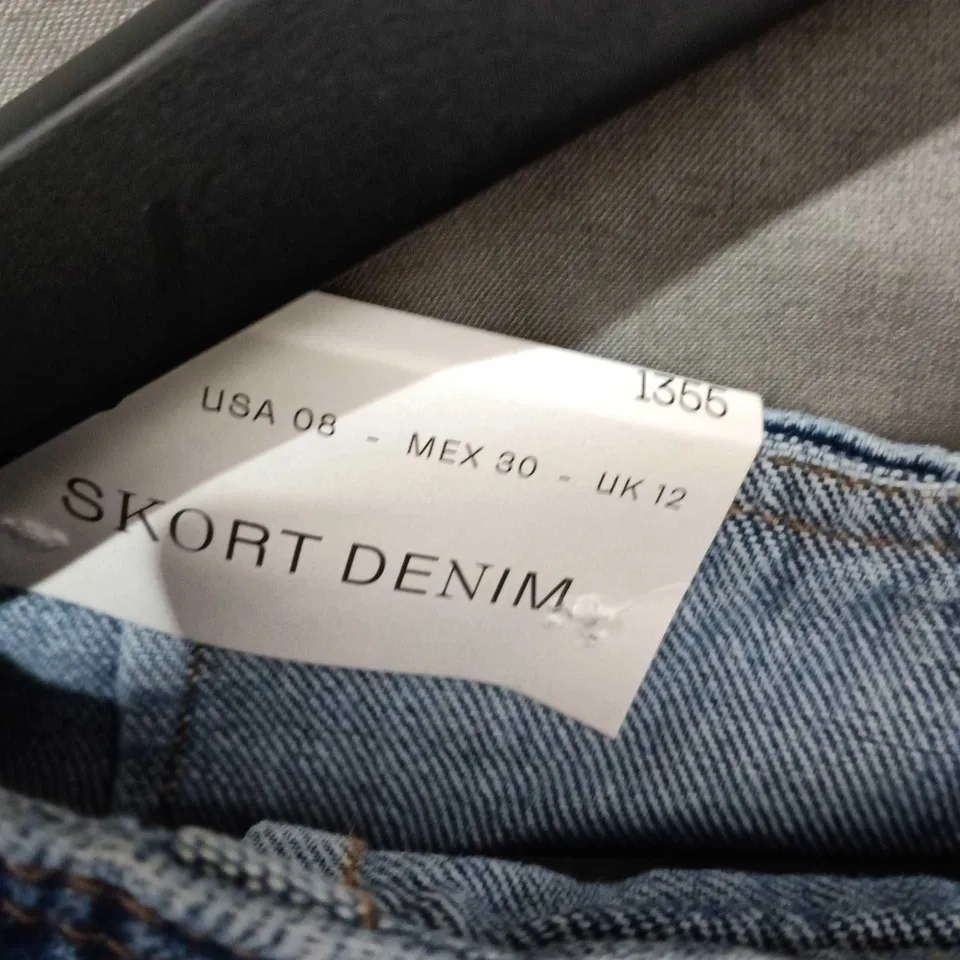 1355
USA 08 - MEX 30 - UK 12
SKORT DENIM